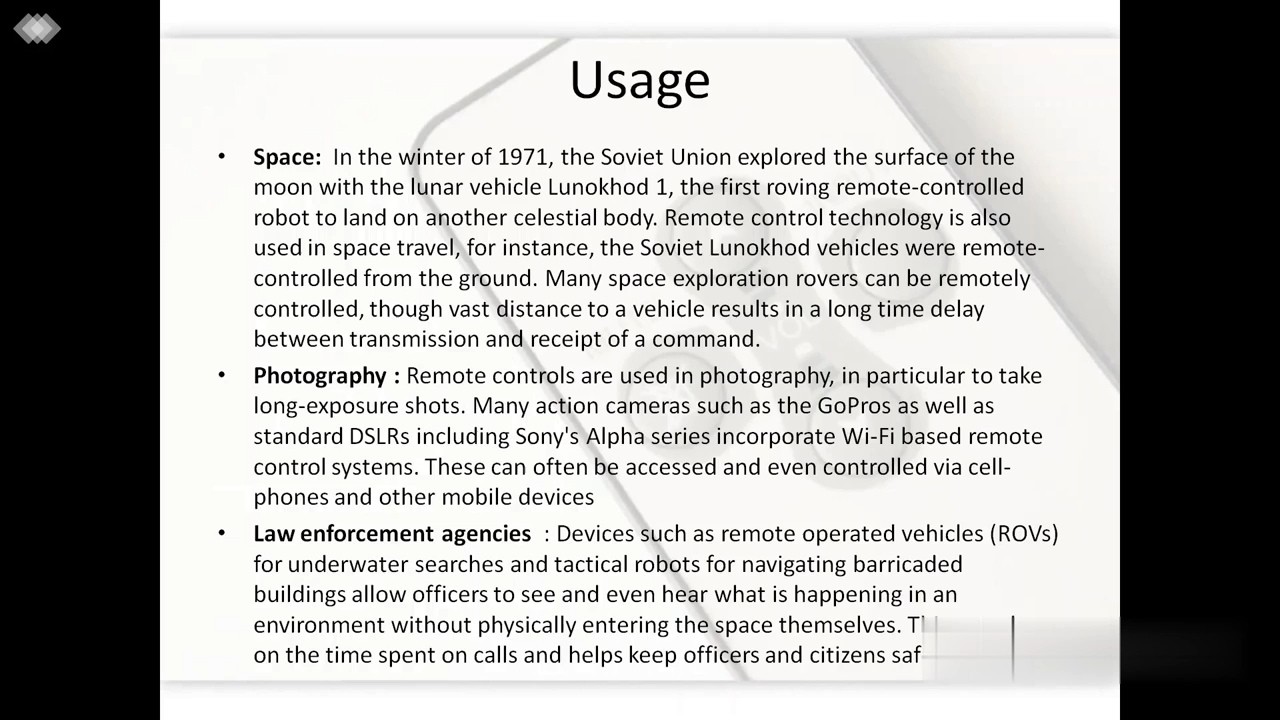 Usage
• Space: In the winter of 1971, the Soviet Union explored the surface of the
moon with the lunar vehicle Lunokhod 1, the first roving remote-controlled
robot to land on another celestial body. Remote control technology is also
used in space travel, for instance, the Soviet Lunokhod vehicles were remote-
controlled from the ground. Many space exploration rovers can be remotely
controlled, though vast distance to a vehicle results in a long time delay
between transmission and receipt of a command.
• Photography : Remote controls are used in photography, in particular to take
long-exposure shots. Many action cameras such as the GoPros as well as
standard DSLRs including Sony's Alpha series incorporate Wi-Fi based remote
control systems. These can often be accessed and even controlled via cell-
phones and other mobile devices
• Law enforcement agencies : Devices such as remote operated vehicles (ROVs)
for underwater searches and tactical robots for navigating barricaded
buildings allow officers to see and even hear what is happening in an
environment without physically entering the space themselves.
on the time spent on calls and helps keep officers and citizens